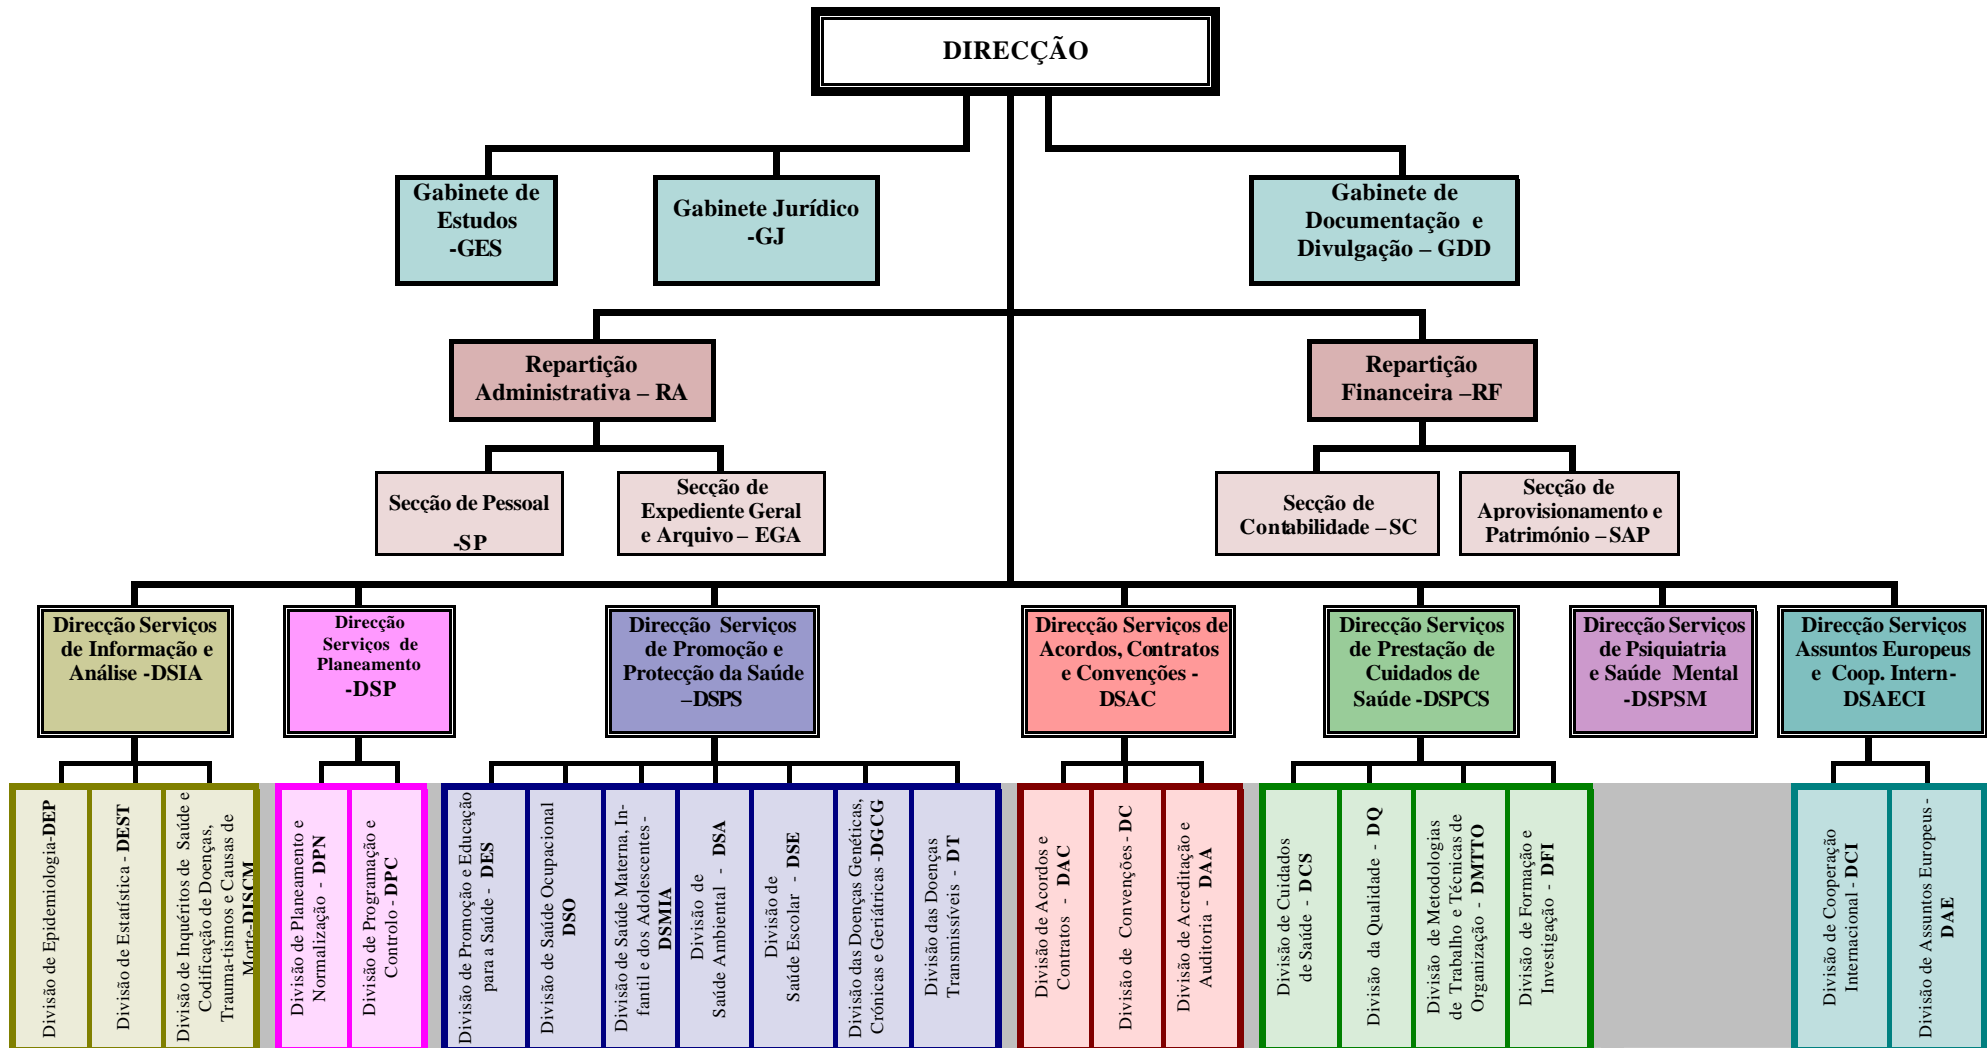 DIRECÇÃO
Gabinete de
Estudos
-GES
Gabinete Jurídico
-GJ
Gabinete de
Documentação e
Divulgação – GDD
Repartição
Administrativa – RA
Repartição
Financeira –RF
Secção de Pessoal
-SP
Secção de
Expediente Geral
e Arquivo – EGA
Secção de
Contabilidade – SC
Secção de
Aprovisionamento e
Património – SAP
Direcção Serviços
de Informação e
Análise -DSIA
Direcção
Serviços de
Planeamento
-DSP
Direcção Serviços
de Promoção e
Protecção da Saúde
–DSPS
Direcção Serviços de
Acordos, Contratos
e Convenções -
DSAC
Direcção Serviços
de Prestação de
Cuidados de
Saúde -DSPCS
Direcção Serviços
de Psiquiatria
e Saúde Mental
-DSPSM
Direcção Serviços
Assuntos Europeus
e Coop. Intern-
DSAECI
Divisão de Epidemiologia-DEP
Divisão de Estatística - DEST
Divisão de Inquéritos de Saúde e
Codificação de Doenças,
Trauma-tismos e Causas de
Morte-DISCM
Divisão de Planeamento e
Normalização - DPN
Divisão de Programação e
Controlo - DPC
Divisão de Promoção e Educação
para a Saúde - DES
Divisão de Saúde Ocupacional
DSO
Divisão de Saúde Materna, In-
fantil e dos Adolescentes -
DSMIA
Divisão de
Saúde Ambiental - DSA
Divisão de
Saúde Escolar - DSE
Divisão das Doenças Genéticas,
Crónicas e Geriátricas -DGCG
Divisão das Doenças
Transmissíveis - DT
Divisão de Acordos e
Contratos - DAC
Divisão de Convenções - DC
Divisão de Acreditação e
Auditoria - DAA
Divisão de Cuidados
de Saúde - DCS
Divisão da Qualidade - DQ
Divisão de Metodologias
de Trabalho e Técnicas de
Organização - DMTTO
Divisão de Formação e
Investigação - DFI
Divisão de Cooperação
Internacional - DCI
Divisão de Assuntos Europeus -
DAE